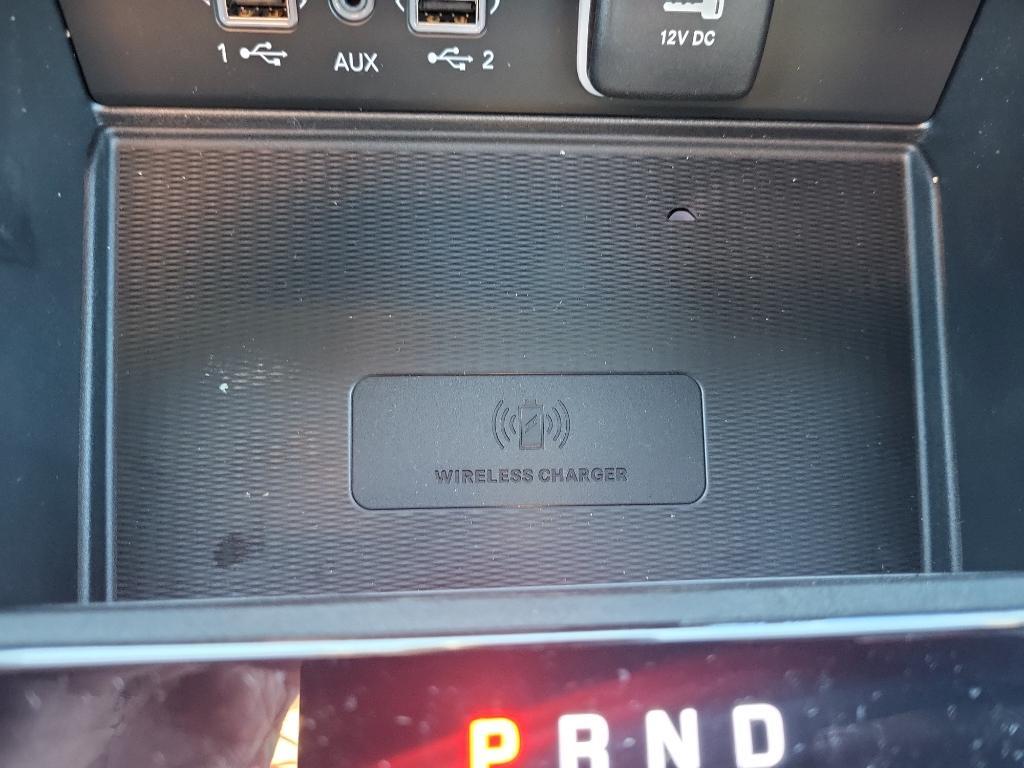 1 AUX 2
12V DC
WIRELESS CHARGER
P R N D